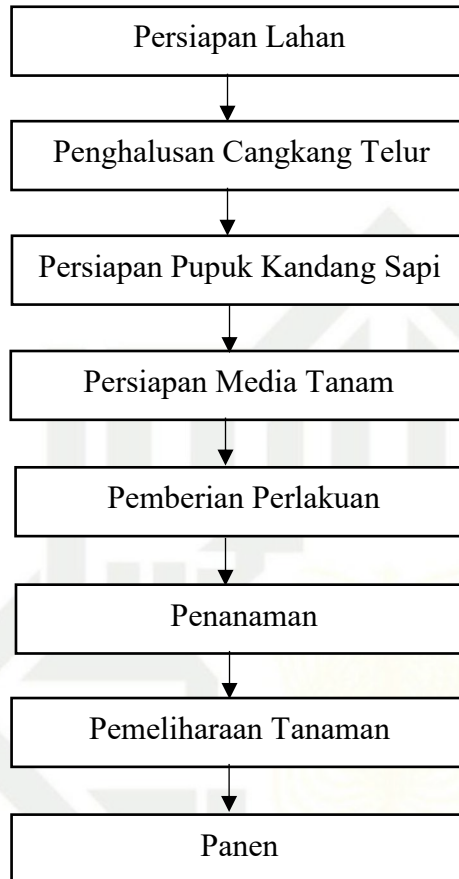 Persiapan Lahan
Penghalusan Cangkang Telur
Persiapan Pupuk Kandang Sapi
Persiapan Media Tanam
Pemberian Perlakuan
Penanaman
Pemeliharaan Tanaman
Panen